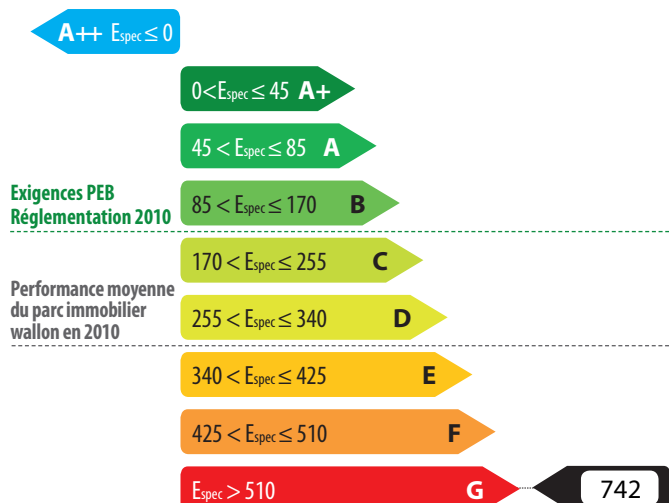 A++ Espec ≤ 0
0<Espec ≤ 45 A+
45 < Espec ≤ 85 A
Exigences PEB
Réglementation 2010
85 < Espec ≤ 170 B
170 < Espec ≤ 255 C
Performance moyenne
du parc immobilier
wallon en 2010
255 < Espec ≤ 340 D
340 < Espec ≤ 425 E
425 < Espec ≤ 510 F
Espec > 510 G 742